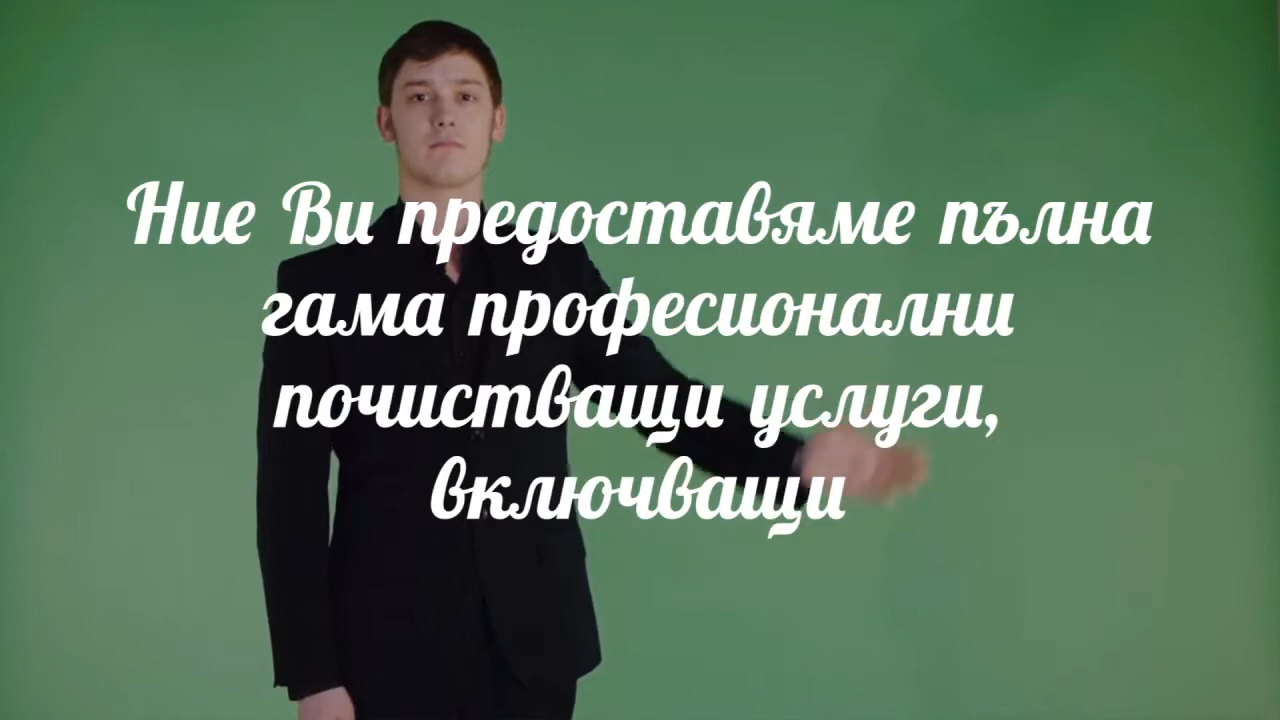 Ние Ви предоставяме пълна
гама професионални
почистващи услуги,
включващи